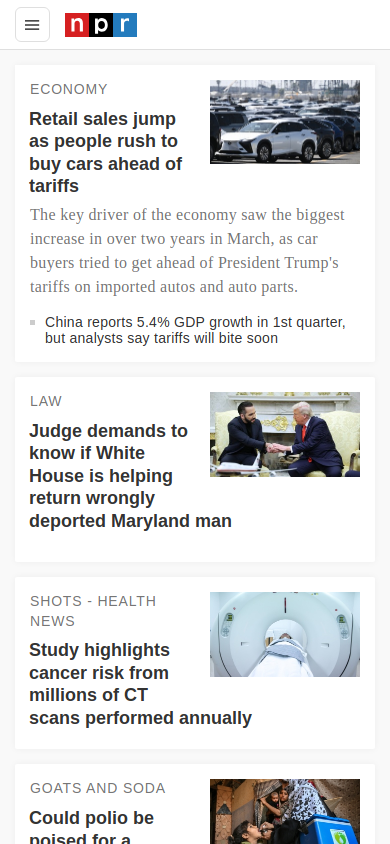 npr
ECONOMY
Retail sales jump
as people rush to
buy cars ahead of
tariffs
The key driver of the economy saw the biggest
increase in over two years in March, as car
buyers tried to get ahead of President Trump's
tariffs on imported autos and auto parts.
China reports 5.4% GDP growth in 1st quarter,
but analysts say tariffs will bite soon
LAW
Judge demands to
know if White
House is helping
return wrongly
deported Maryland man
SHOTS - HEALTH
NEWS
Study highlights
cancer risk from
millions of CT
scans performed annually
GOATS AND SODA
Could polio be
poised for a